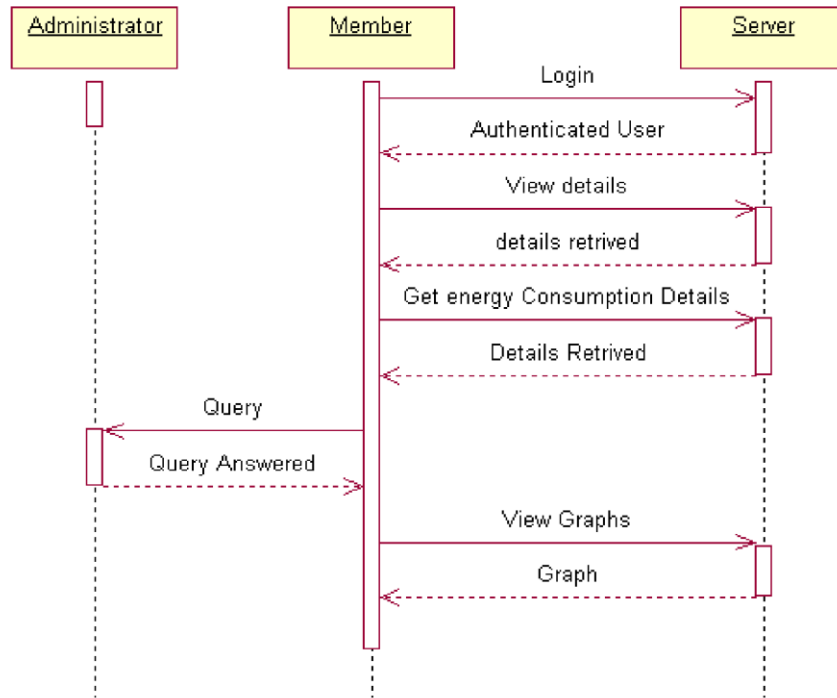 Administrator
Member
Server
Login
Authenticated User
View details
details retrived
Get energy Consumption Details
Details Retrived
Query
Query Answered
View Graphs
Graph